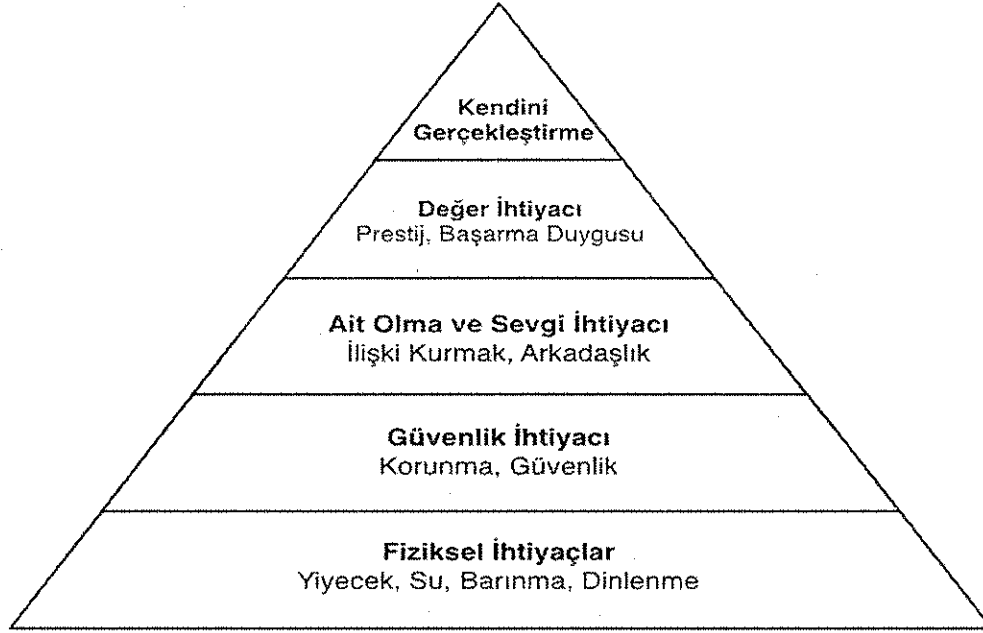 Kendini
Gerçekleştirme
Değer İhtiyacı
Prestij, Başarma Duygusu
Ait Olma ve Sevgi İhtiyacı
İlişki Kurmak, Arkadaşlık
Güvenlik İhtiyacı
Korunma, Güvenlik
Fiziksel İhtiyaçlar
Yiyecek, Su, Barınma, Dinlenme